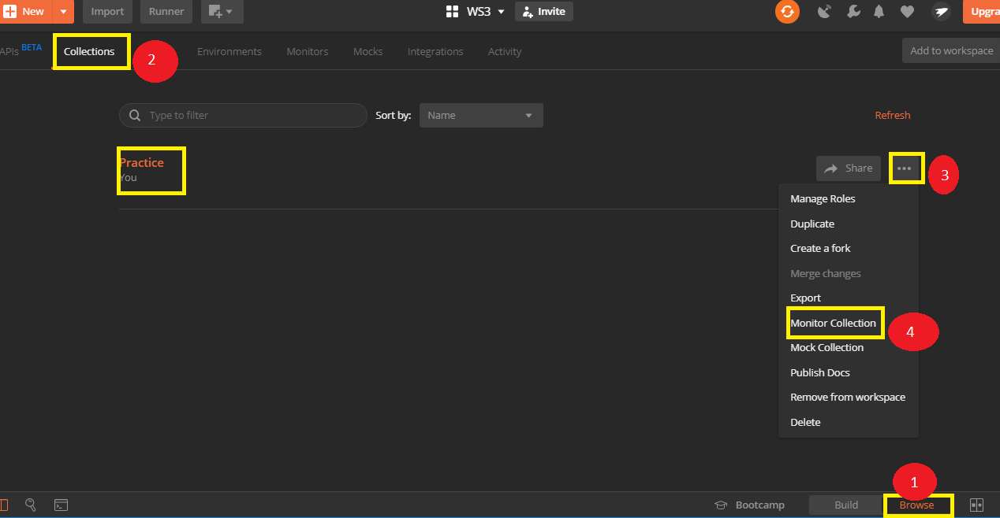 New Import Runner WS3 Invite Upgra
APIs BETA Collections 2 Environments Monitors Mocks Integrations Activity Add to workspace
Type to filter Sort by: Name Refresh
Practice
You
Share ••• 3
Manage Roles
Duplicate
Create a fork
Merge changes
Export
Monitor Collection 4
Mock Collection
Publish Docs
Remove from workspace
Delete
1
Bootcamp Build Browse